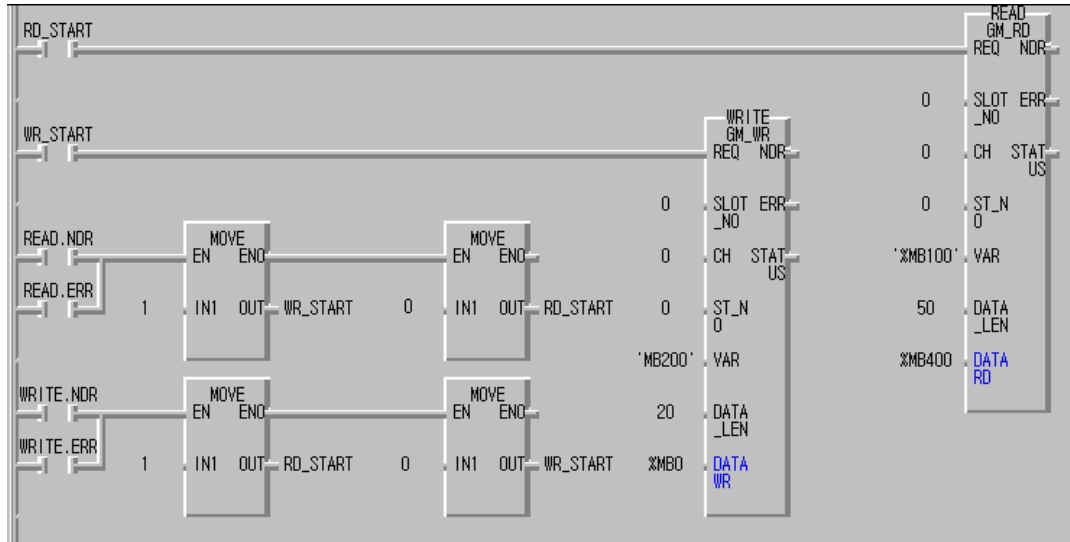 RD_START
READ
GM_RD
REQ NDR
0 SLOT ERR
_NO
0 CH STAT
US
0 ST_N
O
'%MB100' VAR
50 DATA
_LEN
%MB400 DATA
RD
WR_START
WRITE
GM_WR
REQ NDR
0 SLOT ERR
_NO
0 CH STAT
US
0 ST_N
O
'MB200' VAR
20 DATA
_LEN
%MB0 DATA
WR
READ.NDR
READ.ERR
MOVE
EN ENO
1 IN1 OUT WR_START
MOVE
EN ENO
0 IN1 OUT RD_START
WRITE.NDR
WRITE.ERR
MOVE
EN ENO
1 IN1 OUT RD_START
MOVE
EN ENO
0 IN1 OUT WR_START